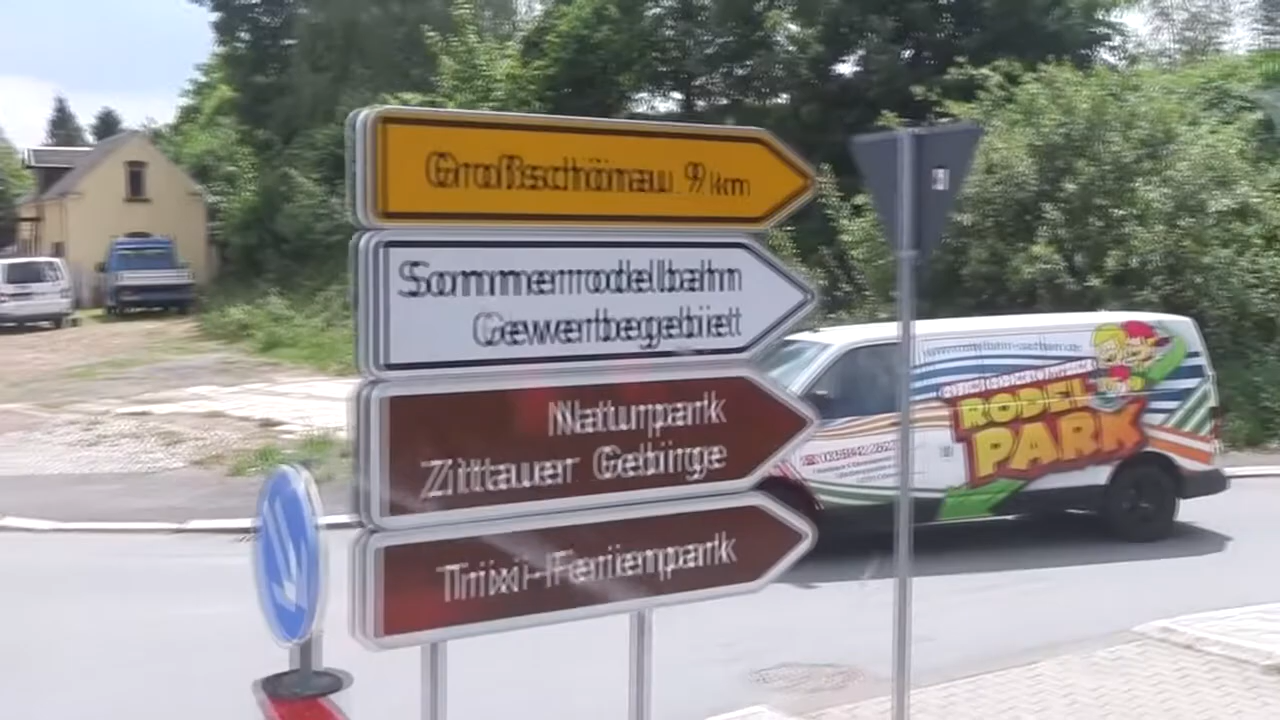 Großschönau 9 km
Sommerrodelbahn
Gewerbegebiet
Naturpark
Zittauer Gebirge
Trixi-Ferienpark
RODEL
PARK